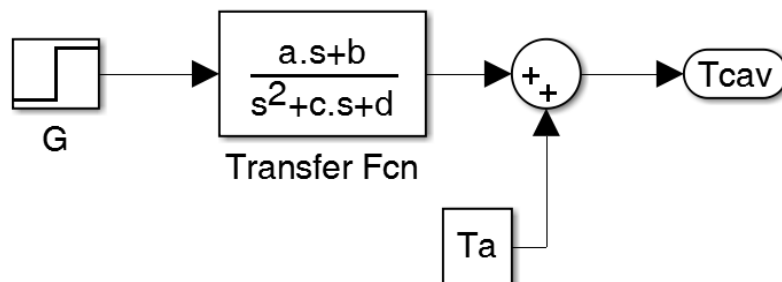 a.s+b
s²+c.s+d
G
Transfer Fcn
+
+
Tcav
Ta